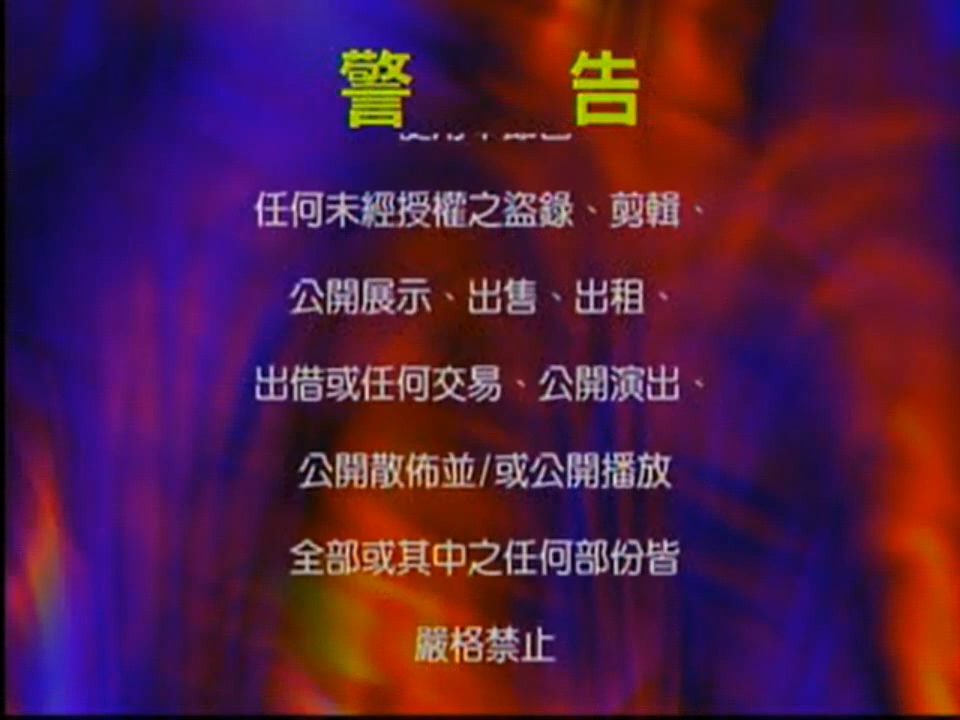 警 告
任何未經授權之盜錄、剪輯、
公開展示、出售、出租、
出借或任何交易、公開演出、
公開散佈並/或公開播放
全部或其中之任何部份皆
嚴格禁止